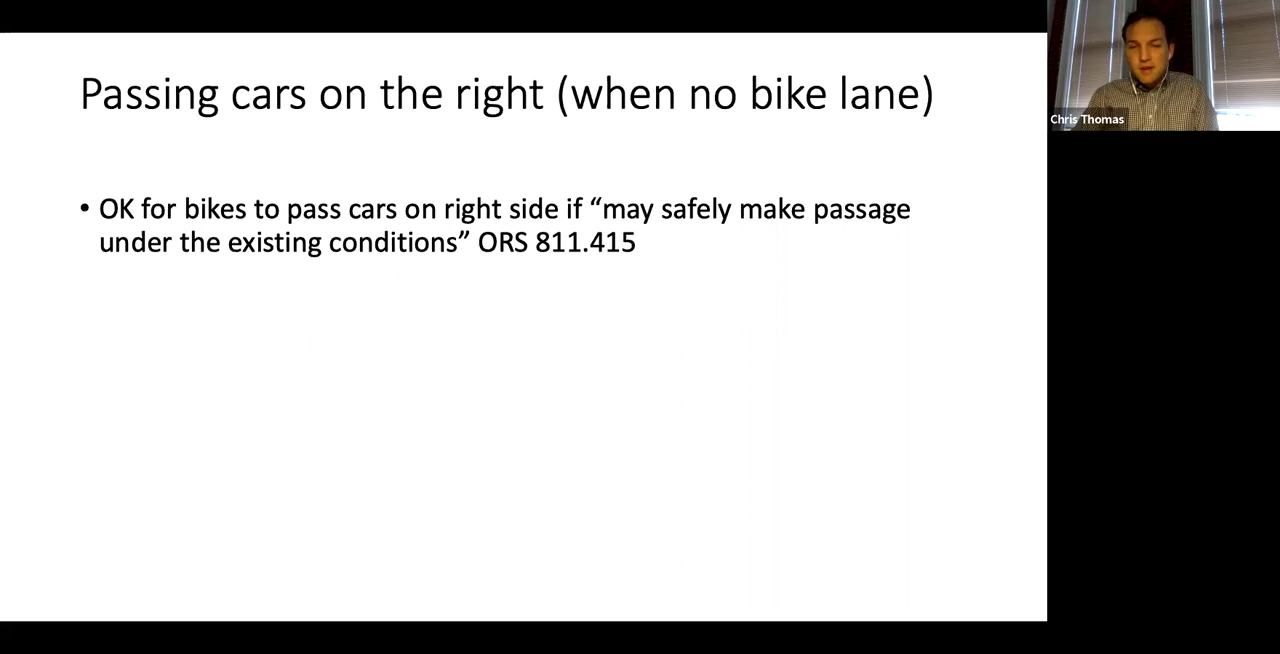 Passing cars on the right (when no bike lane)
• OK for bikes to pass cars on right side if “may safely make passage
under the existing conditions” ORS 811.415
Chris Thomas